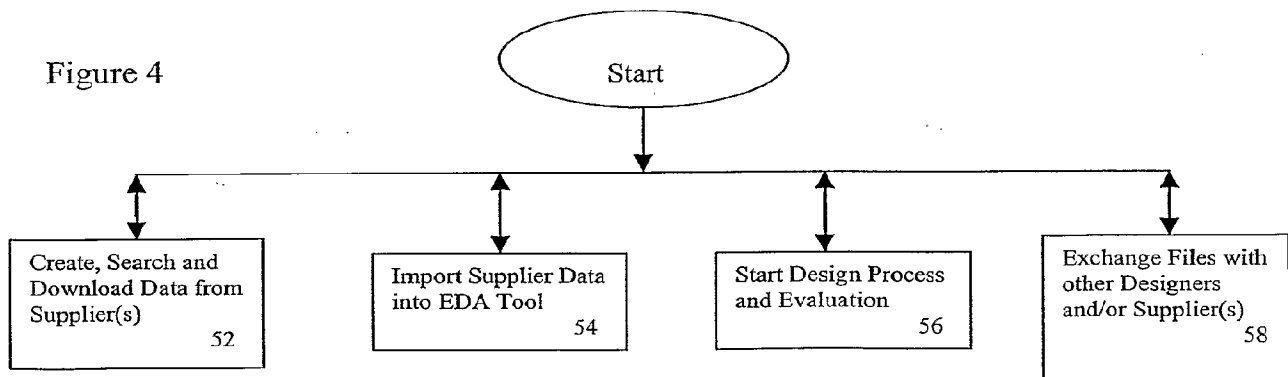 Figure 4
Start
Create, Search and
Download Data from
Supplier(s)
52
Import Supplier Data
into EDA Tool
54
Start Design Process
and Evaluation
56
Exchange Files with
other Designers
and/or Supplier(s)
58